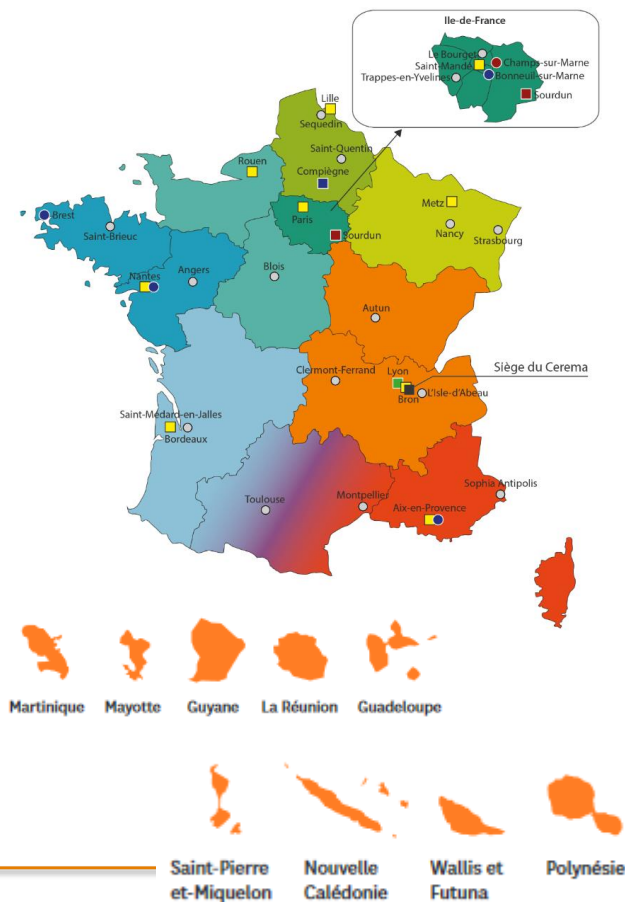 Ile-de-France
Le Bourget
Champs-sur-Marne
Saint-Mandé
Bonneuil-sur-Marne
Trappes-en-Yvelines
Sourdun
Lille
Sequedin
Saint-Quentin
Rouen
Compiègne
Metz
Paris
Nancy
Brest
Sourdun
Strasbourg
Saint-Brieuc
Angers
Blois
Nantes
Autun
Siège du Cerema
Clermont-Ferrand
Lyon
L'Isle-d'Abeau
Bron
Saint-Médard-en-Jalles
Bordeaux
Sophia Antipolis
Toulouse
Montpellier
Aix-en-Provence
Martinique
Mayotte
Guyane
La Réunion
Guadeloupe
Saint-Pierre
et-Miquelon
Nouvelle
Calédonie
Wallis et
Futuna
Polynésie